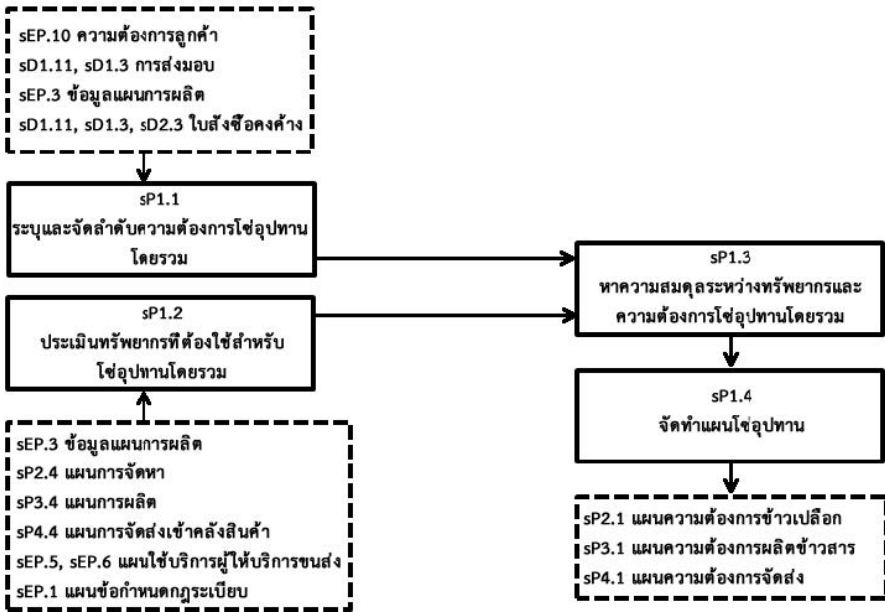 sEP.10 ความต้องการลูกค้า
sD1.11, sD1.3 การส่งมอบ
sEP.3 ข้อมูลแผนการผลิต
sD1.11, sD1.3, sD2.3 ใบสั่งซื้อคงค้าง
sP1.1
ระบุและจัดลำดับความต้องการโซ่อุปทาน
โดยรวม
sP1.2
ประเมินทรัพยากรที่ต้องใช้สำหรับ
โซ่อุปทานโดยรวม
sEP.3 ข้อมูลแผนการผลิต
sP2.4 แผนการจัดหา
sP3.4 แผนการผลิต
sP4.4 แผนการจัดส่งเข้าคลังสินค้า
sEP.5, sEP.6 แผนใช้บริการผู้ให้บริการขนส่ง
sEP.1 แผนข้อกำหนดกฎระเบียบ
sP1.3
หาความสมดุลระหว่างทรัพยากรและ
ความต้องการโซ่อุปทานโดยรวม
sP1.4
จัดทำแผนโซ่อุปทาน
sP2.1 แผนความต้องการข้าวเปลือก
sP3.1 แผนความต้องการผลิตข้าวสาร
sP4.1 แผนความต้องการจัดส่ง